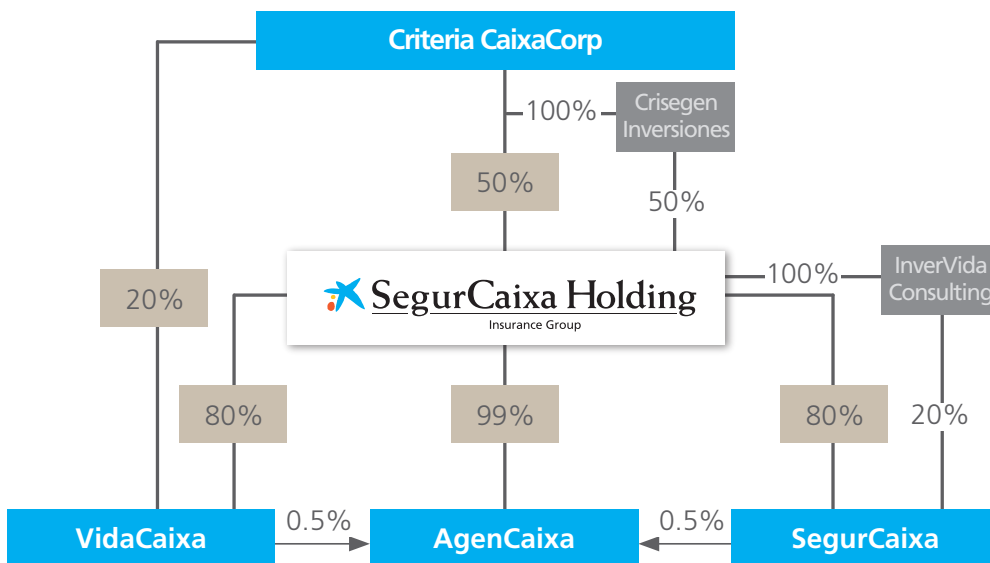 Criteria CaixaCorp
100%
Crisegen
Inversiones
50%
50%
SegurCaixa Holding
Insurance Group
100%
InverVida
Consulting
20%
80%
99%
80%
20%
VidaCaixa
0.5%
AgenCaixa
0.5%
SegurCaixa